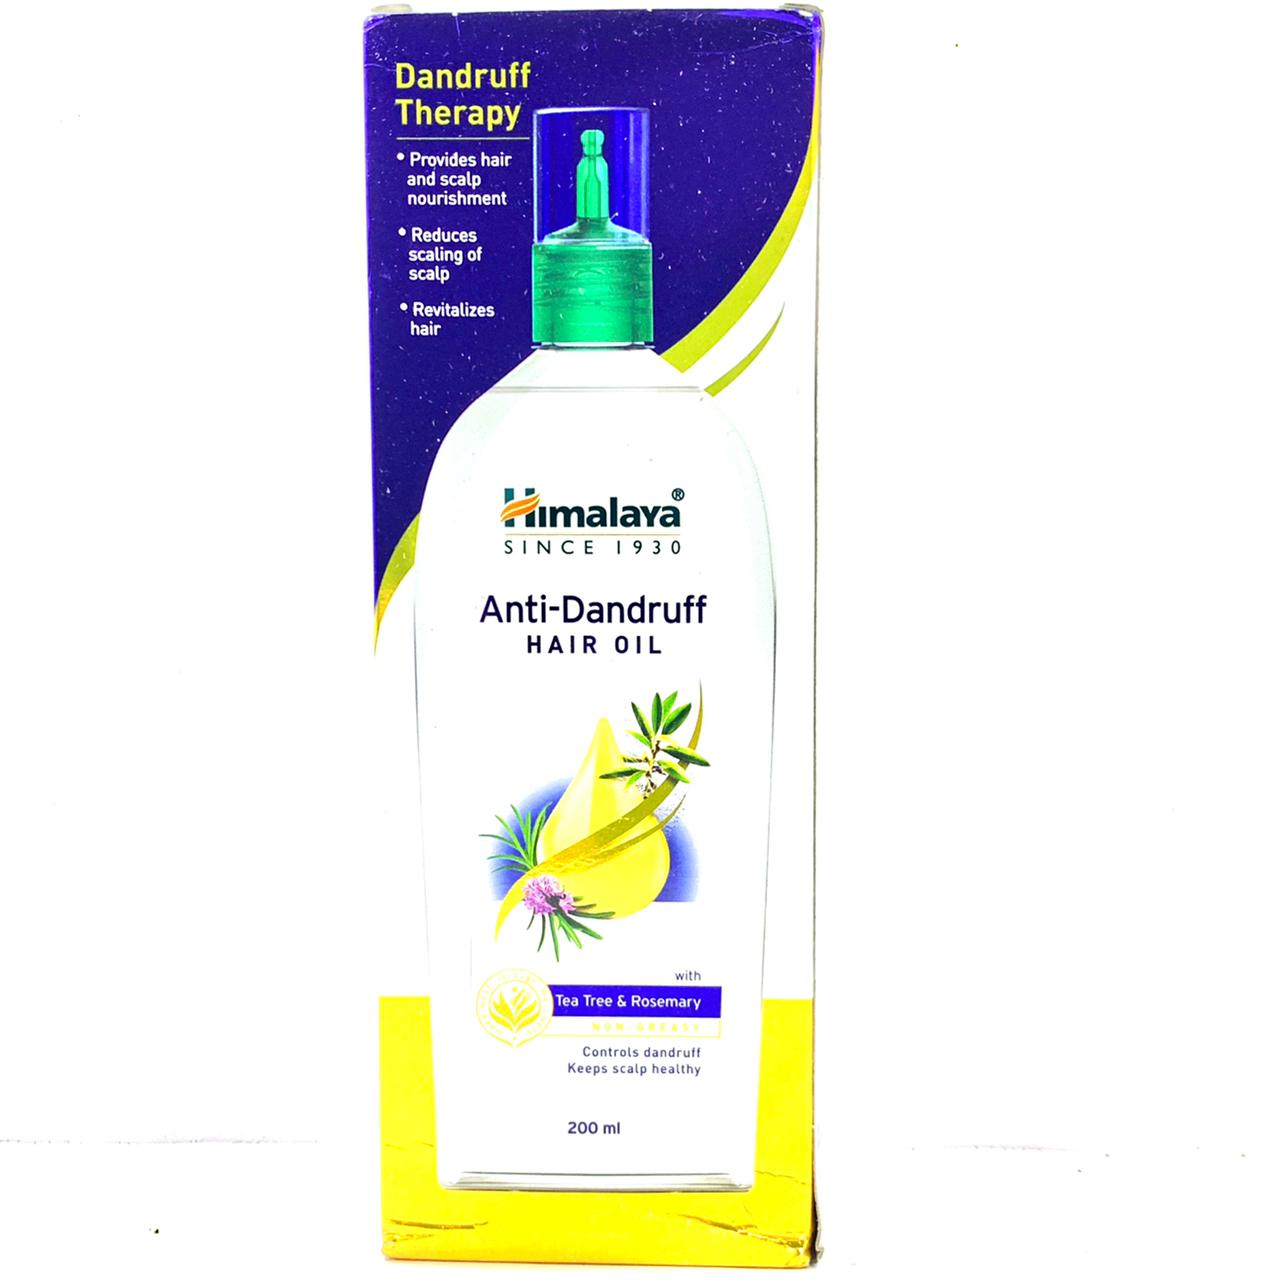 Dandruff
Therapy
• Provides hair
and scalp
nourishment
• Reduces
scaling of
scalp
• Revitalizes
hair
Himalaya®
SINCE 1930
Anti-Dandruff
HAIR OIL
with
Tea Tree & Rosemary
NON-GREASY
Controls dandruff
Keeps scalp healthy
200 ml